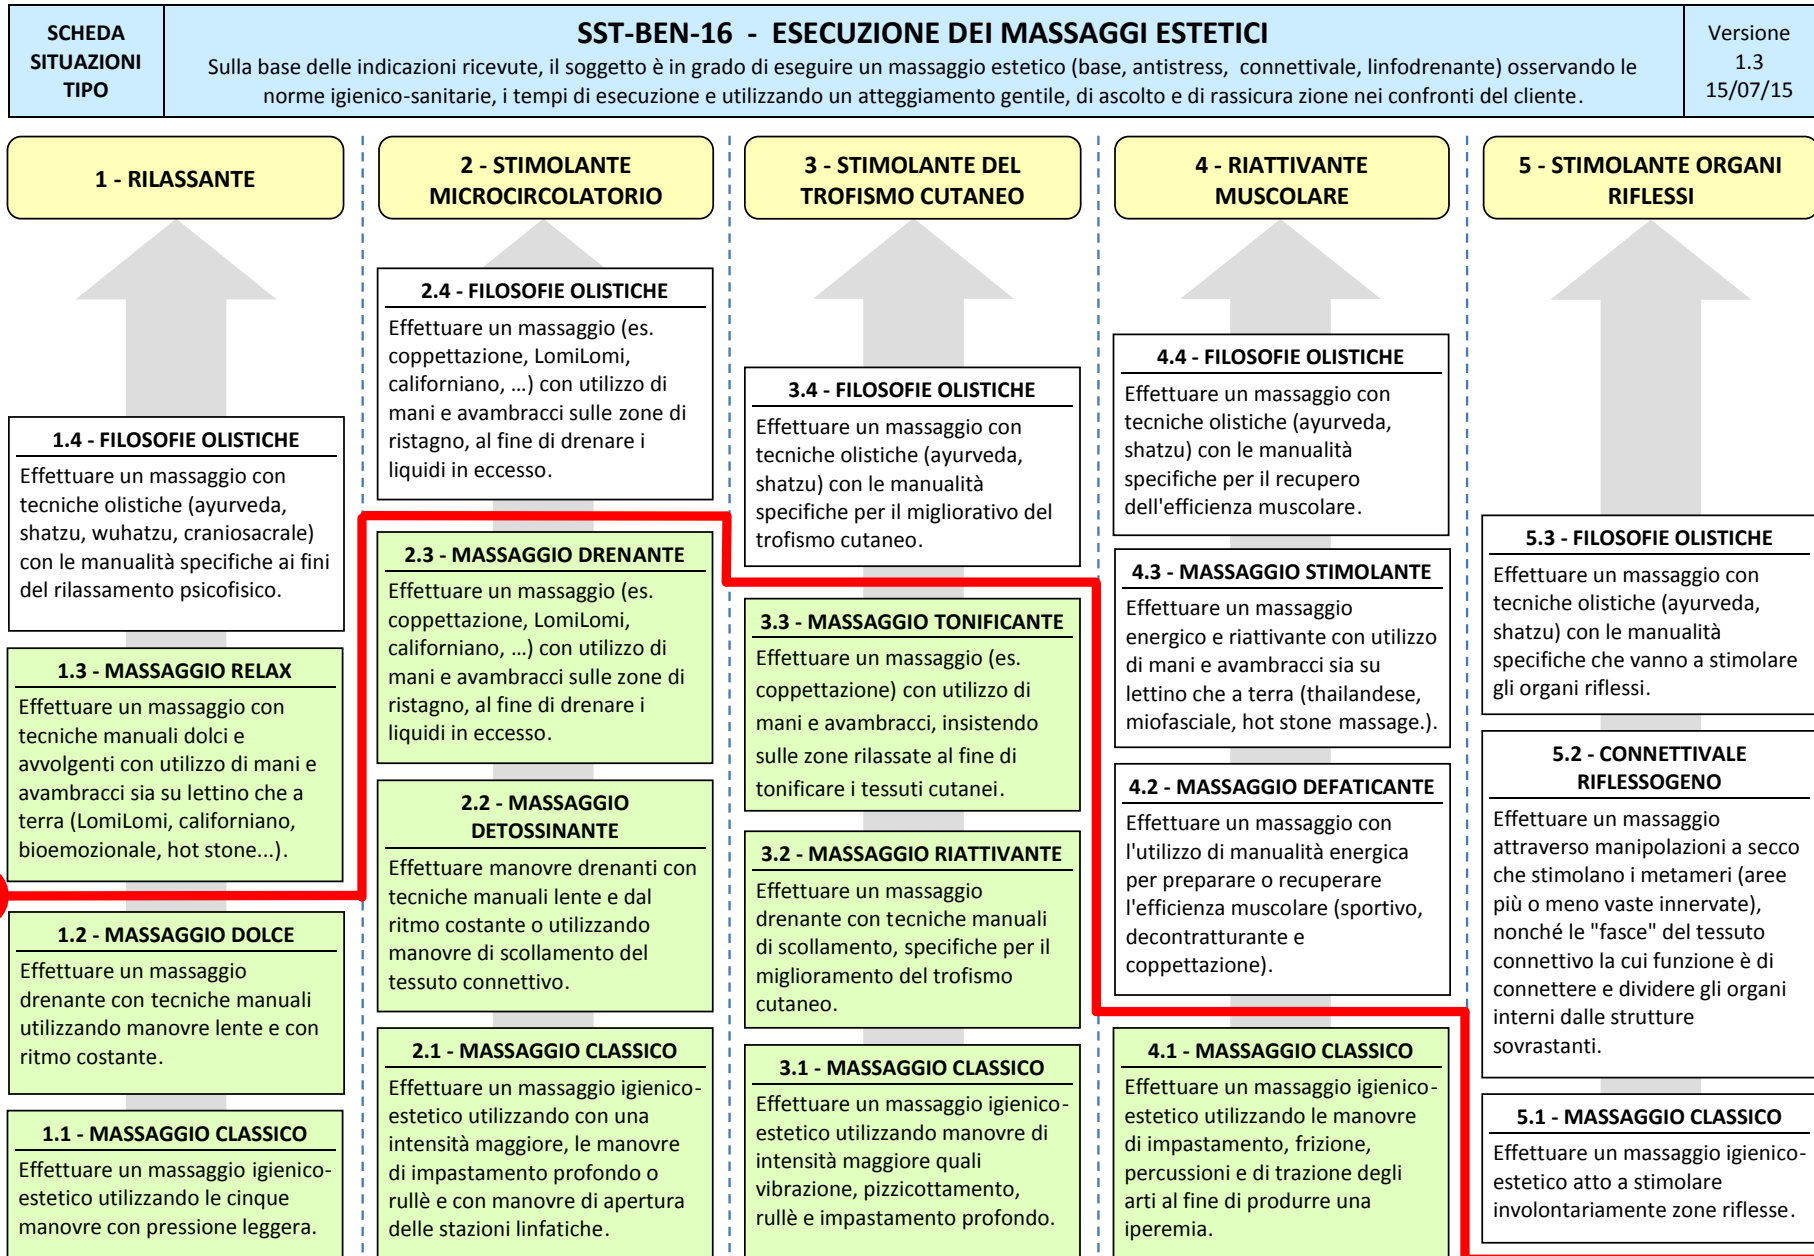 SCHEDA
SITUAZIONI
TIPO
SST-BEN-16 - ESECUZIONE DEI MASSAGGI ESTETICI
Sulla base delle indicazioni ricevute, il soggetto è in grado di eseguire un massaggio estetico (base, antistress, connettivale, linfodrenante) osservando le
norme igienico-sanitarie, i tempi di esecuzione e utilizzando un atteggiamento gentile, di ascolto e di rassicura zione nei confronti del cliente.
Versione
1.3
15/07/15
1 - RILASSANTE
1.4 - FILOSOFIE OLISTICHE
Effettuare un massaggio con
tecniche olistiche (ayurveda,
shatzu, wuhatzu, craniosacrale)
con le manualità specifiche ai fini
del rilassamento psicofisico.
1.3 - MASSAGGIO RELAX
Effettuare un massaggio con
tecniche manuali dolci e
avvolgenti con utilizzo di mani e
avambracci sia su lettino che a
terra (LomiLomi, californiano,
bioemozionale, hot stone...).
1.2 - MASSAGGIO DOLCE
Effettuare un massaggio
drenante con tecniche manuali
utilizzando manovre lente e con
ritmo costante.
1.1 - MASSAGGIO CLASSICO
Effettuare un massaggio igienico-
estetico utilizzando le cinque
manovre con pressione leggera.
2 - STIMOLANTE
MICROCIRCOLATORIO
2.4 - FILOSOFIE OLISTICHE
Effettuare un massaggio (es.
coppettazione, LomiLomi,
californiano, ...) con utilizzo di
mani e avambracci sulle zone di
ristagno, al fine di drenare i
liquidi in eccesso.
2.3 - MASSAGGIO DRENANTE
Effettuare un massaggio (es.
coppettazione, LomiLomi,
californiano, ...) con utilizzo di
mani e avambracci sulle zone di
ristagno, al fine di drenare i
liquidi in eccesso.
2.2 - MASSAGGIO
DETOSSINANTE
Effettuare manovre drenanti con
tecniche manuali lente e dal
ritmo costante o utilizzando
manovre di scollamento del
tessuto connettivo.
2.1 - MASSAGGIO CLASSICO
Effettuare un massaggio igienico-
estetico utilizzando con una
intensità maggiore, le manovre
di impastamento profondo o
rullè e con manovre di apertura
delle stazioni linfatiche.
3 - STIMOLANTE DEL
TROFISMO CUTANEO
3.4 - FILOSOFIE OLISTICHE
Effettuare un massaggio con
tecniche olistiche (ayurveda,
shatzu) con le manualità
specifiche per il migliorativo del
trofismo cutaneo.
3.3 - MASSAGGIO TONIFICANTE
Effettuare un massaggio (es.
coppettazione) con utilizzo di
mani e avambracci, insistendo
sulle zone rilassate al fine di
tonificare i tessuti cutanei.
3.2 - MASSAGGIO RIATTIVANTE
Effettuare un massaggio
drenante con tecniche manuali
di scollamento, specifiche per il
miglioramento del trofismo
cutaneo.
3.1 - MASSAGGIO CLASSICO
Effettuare un massaggio igienico-
estetico utilizzando manovre di
intensità maggiore quali
vibrazione, pizzicottamento,
rullè e impastamento profondo.
4 - RIATTIVANTE
MUSCOLARE
4.4 - FILOSOFIE OLISTICHE
Effettuare un massaggio con
tecniche olistiche (ayurveda,
shatzu) con le manualità
specifiche per il recupero
dell'efficienza muscolare.
4.3 - MASSAGGIO STIMOLANTE
Effettuare un massaggio
energico e riattivante con utilizzo
di mani e avambracci sia su
lettino che a terra (thailandese,
miofasciale, hot stone massage.).
4.2 - MASSAGGIO DEFATICANTE
Effettuare un massaggio con
l'utilizzo di manualità energica
per preparare o recuperare
l'efficienza muscolare (sportivo,
decontratturante e
coppettazione).
4.1 - MASSAGGIO CLASSICO
Effettuare un massaggio igienico-
estetico utilizzando le manovre
di impastamento, frizione,
percussioni e di trazione degli
arti al fine di produrre una
iperemia.
5 - STIMOLANTE ORGANI
RIFLESSI
5.3 - FILOSOFIE OLISTICHE
Effettuare un massaggio con
tecniche olistiche (ayurveda,
shatzu) con le manualità
specifiche che vanno a stimolare
gli organi riflessi.
5.2 - CONNETTIVALE
RIFLESSOGENO
Effettuare un massaggio
attraverso manipolazioni a secco
che stimolano i metameri (aree
più o meno vaste innervate),
nonché le "fasce" del tessuto
connettivo la cui funzione è di
connettere e dividere gli organi
interni dalle strutture
sovrastanti.
5.1 - MASSAGGIO CLASSICO
Effettuare un massaggio igienico-
estetico atto a stimolare
involontariamente zone riflesse.